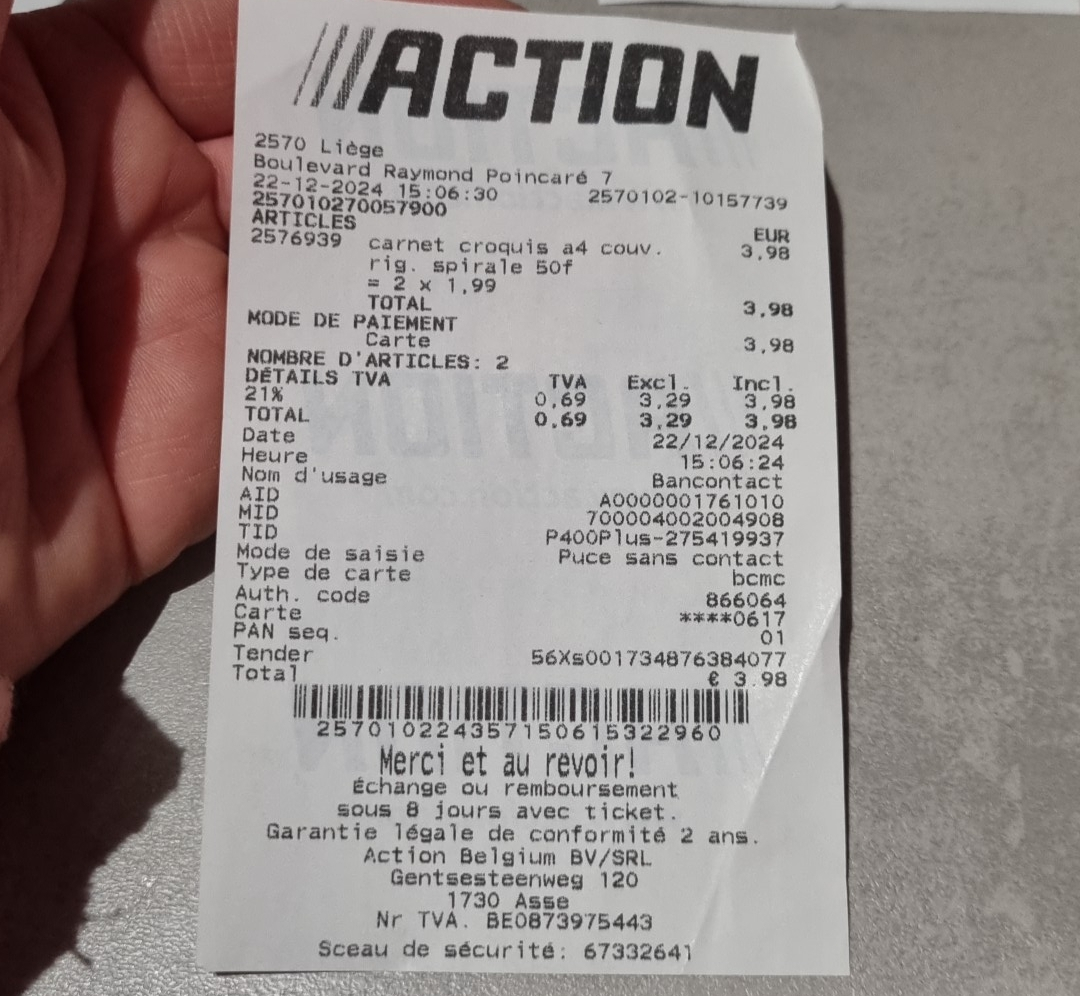 ACTION
2570 Liège
Boulevard Raymond Poincaré 7
22-12-2024 15:06:30 2570102-10157739
257010270057900
ARTICLES EUR
2576939 carnet croquis a4 couv. 3,98
rig. spirale 50f
= 2 x 1,99
TOTAL 3,98
MODE DE PAIEMENT
Carte 3,98
NOMBRE D'ARTICLES: 2
DÉTAILS TVA TVA Excl. Incl.
21% 0,69 3,29 3,98
TOTAL 0,69 3,29 3,98
Date 22/12/2024
Heure 15:06:24
Nom d'usage Bancontact
AID A0000001761010
MID 700004002004908
TID P400Plus-275419937
Mode de saisie Puce sans contact
Type de carte bcmc
Auth. code 866064
Carte ****0617
PAN seq. 01
Tender 56Xs001734876384077
Total € 3.98
257010224357150615322960
Merci et au revoir!
Échange ou remboursement
sous 8 jours avec ticket.
Garantie légale de conformité 2 ans.
Action Belgium BV/SRL
Gentsesteenweg 120
1730 Asse
Nr TVA. BE0873975443
Sceau de sécurité: 67332641